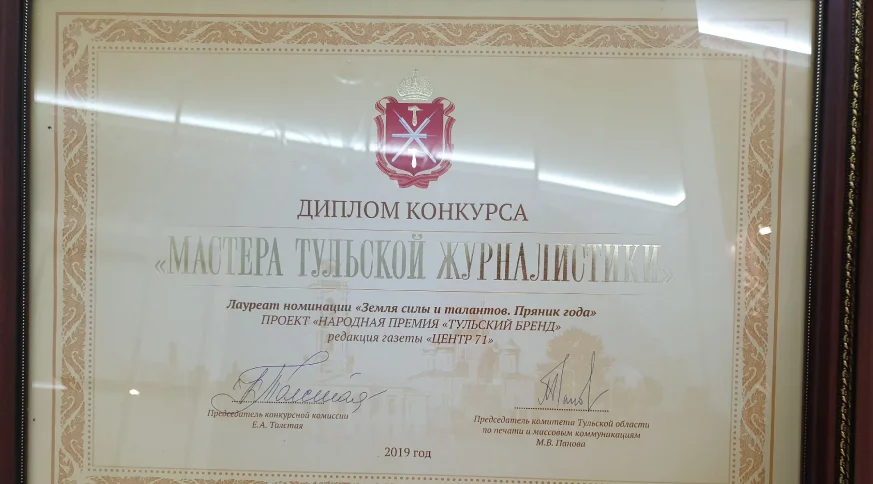 ДИПЛОМ КОНКУРСА
«МАСТЕРА ТУЛЬСКОЙ ЖУРНАЛИСТИКИ»
Лауреат номинации «Земля силы и талантов. Пряник года»
ПРОЕКТ «НАРОДНАЯ ПРЕМИЯ «ТУЛЬСКИЙ БРЕНД»
редакция газеты «ЦЕНТР 71»
Председатель конкурсной комиссии
Е.А. Толстая
Председатель комитета Тульской области
по печати и массовым коммуникациям
М.В. Панова
2019 год